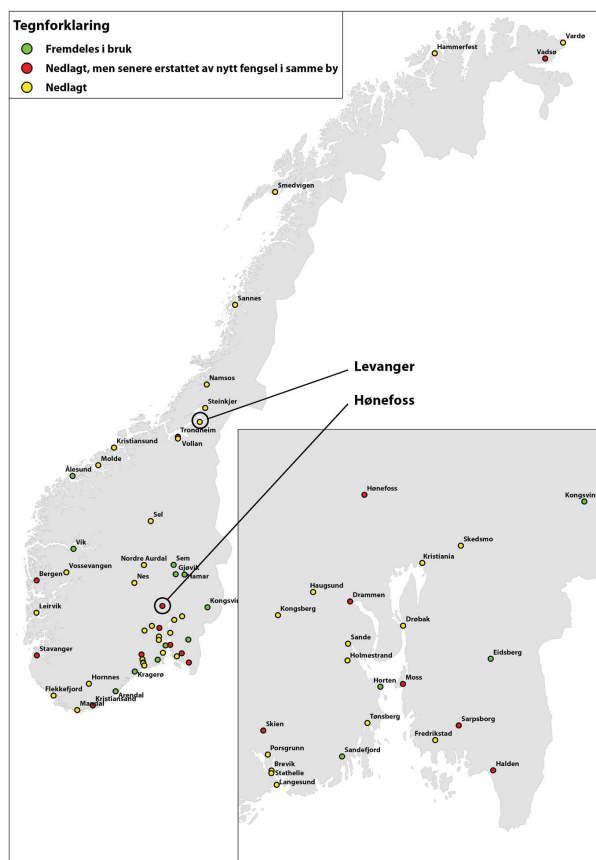 Tegnforklaring
Fremdeles i bruk
Nedlagt, men senere erstattet av nytt fengsel i samme by
Nedlagt
Vardø
Hammerfest
Vadsø
Smedvigen
Sannes
Levanger
Namsos
Hønefoss
Steinkjer
Trondheim
Kristiansund
Vollan
Molde
Ålesund
Sel
Vik
Nordre Aurdal
Sem
Gjøvik
Vossevangen
Bergen
Nes
Hamar
Leirvik
Kongsvin
Stavanger
Kragerø
Hornnes
Flekkefjord
Arendal
Kristiansand
Mandal
Hønefoss
Kongsvin
Skedsmo
Kristiania
Haugsund
Drammen
Kongsberg
Drøbak
Sande
Holmestrand
Eidsberg
Horten
Moss
Skien
Tønsberg
Sarpsborg
Fredrikstad
Porsgrunn
Sandefjord
Brevik
Stathelle
Halden
Langesund